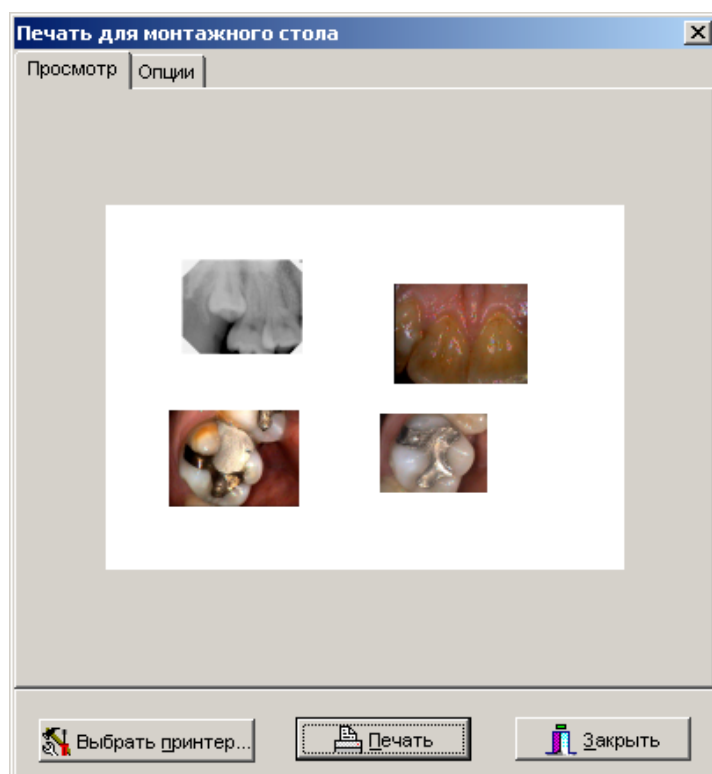 Печать для монтажного стола
Просмотр Опции
Выбрать принтер... Печать Закрыть